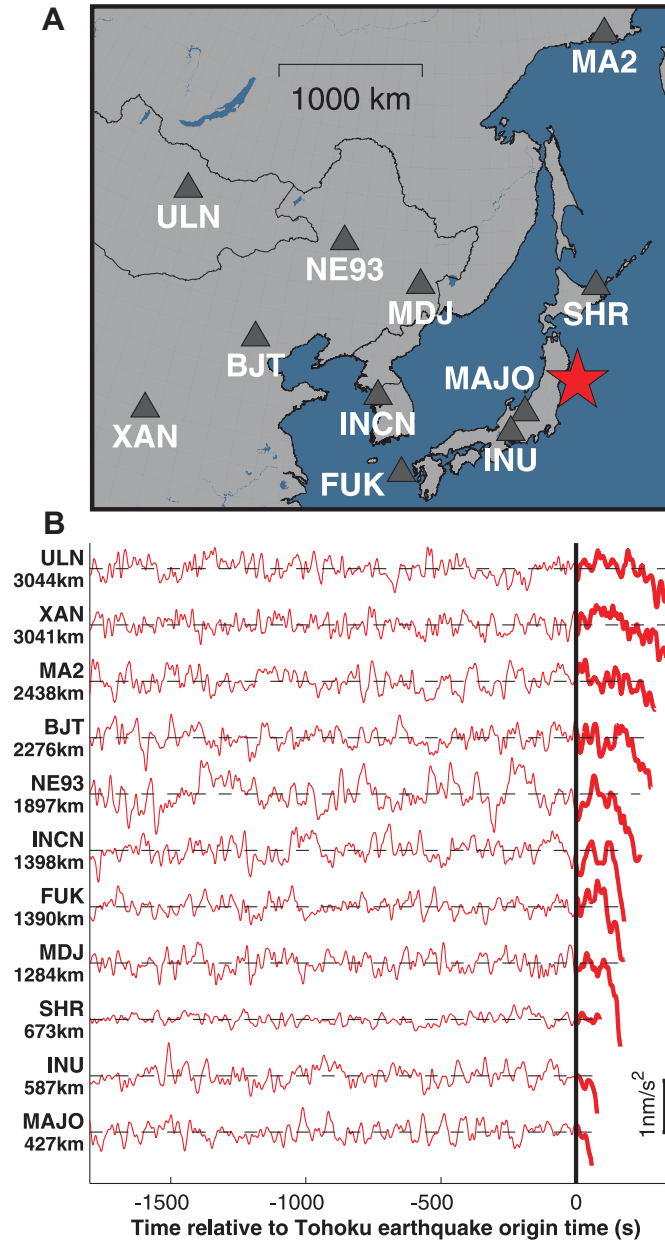 A
MA2
1000 km
ULN
NE93
MDJ
SHR
BJT
MAJO
INCN
XAN
INU
FUK
B
ULN
3044km
XAN
3041km
MA2
2438km
BJT
2276km
NE93
1897km
INCN
1398km
FUK
1390km
MDJ
1284km
SHR
673km
INU
587km
MAJO
427km
1nm/s²
-1500 -1000 -500 0
Time relative to Tohoku earthquake origin time (s)